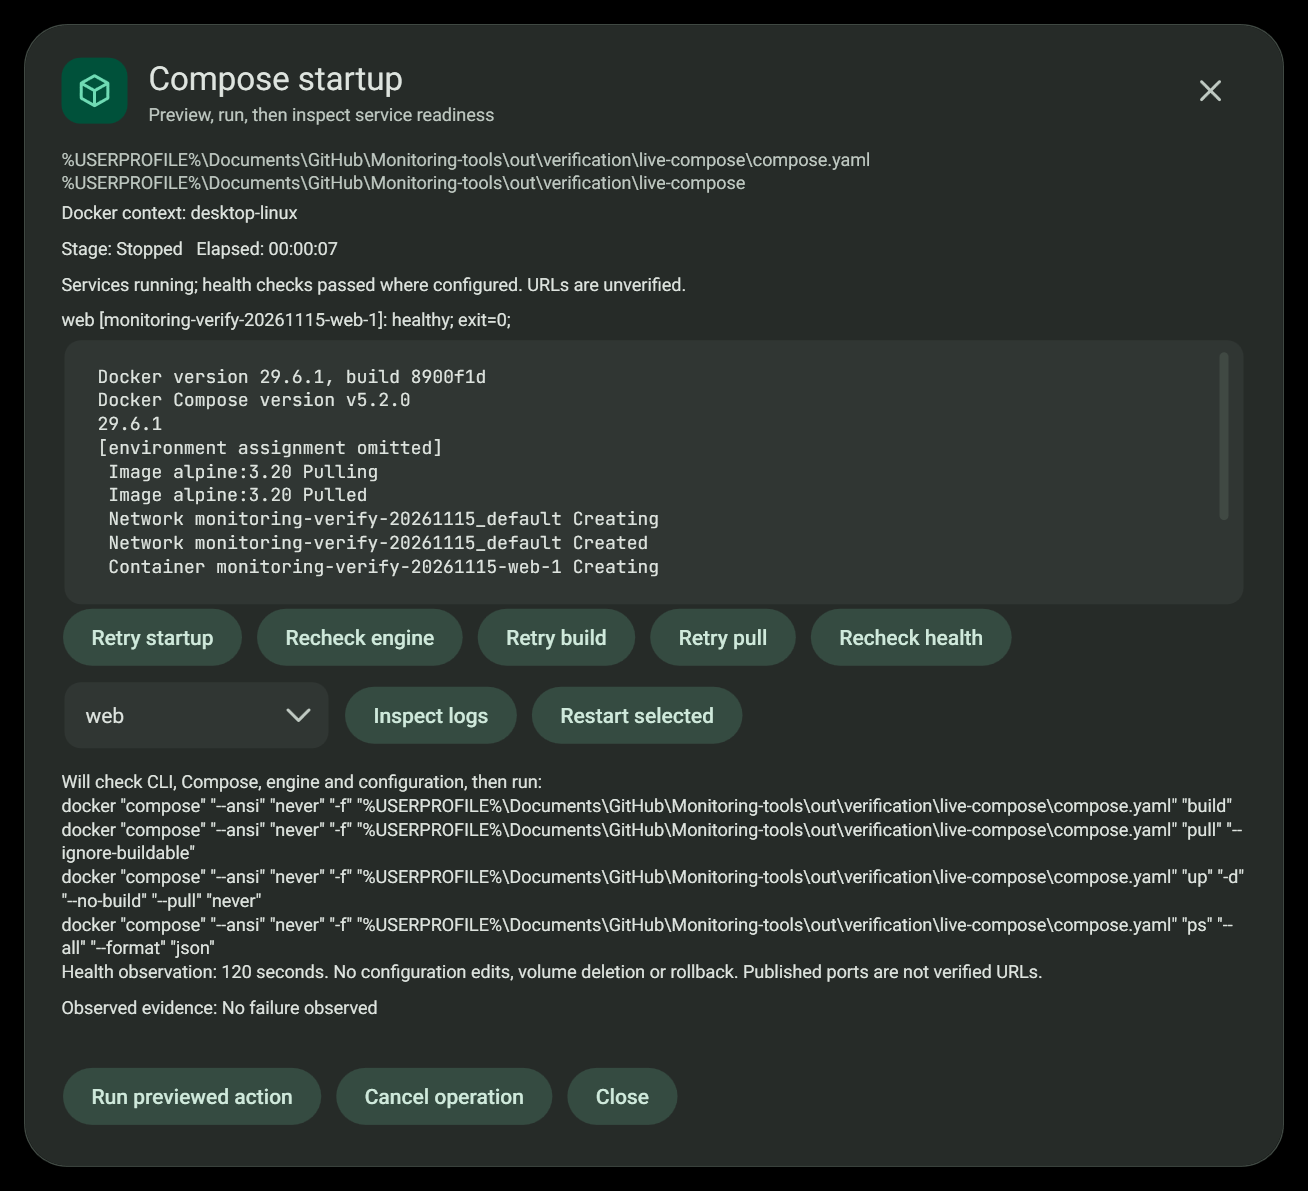 Compose startup
Preview, run, then inspect service readiness
%USERPROFILE%\Documents\GitHub\Monitoring-tools\out\verification\live-compose\compose.yaml
%USERPROFILE%\Documents\GitHub\Monitoring-tools\out\verification\live-compose
Docker context: desktop-linux
Stage: Stopped   Elapsed: 00:00:07
Services running; health checks passed where configured. URLs are unverified.
web [monitoring-verify-20261115-web-1]: healthy; exit=0;
Docker version 29.6.1, build 8900f1d
Docker Compose version v5.2.0
29.6.1
[environment assignment omitted]
Image alpine:3.20 Pulling
Image alpine:3.20 Pulled
Network monitoring-verify-20261115_default Creating
Network monitoring-verify-20261115_default Created
Container monitoring-verify-20261115-web-1 Creating
Retry startup   Recheck engine   Retry build   Retry pull   Recheck health
web   Inspect logs   Restart selected
Will check CLI, Compose, engine and configuration, then run:
docker "compose" "--ansi" "never" "-f" "%USERPROFILE%\Documents\GitHub\Monitoring-tools\out\verification\live-compose\compose.yaml" "build"
docker "compose" "--ansi" "never" "-f" "%USERPROFILE%\Documents\GitHub\Monitoring-tools\out\verification\live-compose\compose.yaml" "pull" "--
ignore-buildable"
docker "compose" "--ansi" "never" "-f" "%USERPROFILE%\Documents\GitHub\Monitoring-tools\out\verification\live-compose\compose.yaml" "up" "-d"
"--no-build" "--pull" "never"
docker "compose" "--ansi" "never" "-f" "%USERPROFILE%\Documents\GitHub\Monitoring-tools\out\verification\live-compose\compose.yaml" "ps" "--
all" "--format" "json"
Health observation: 120 seconds. No configuration edits, volume deletion or rollback. Published ports are not verified URLs.
Observed evidence: No failure observed
Run previewed action   Cancel operation   Close